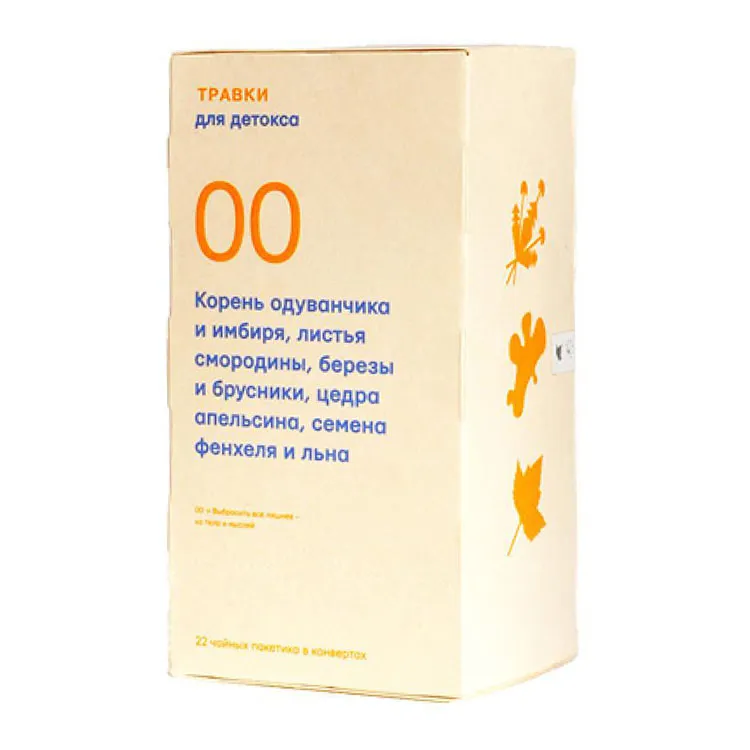 ТРАВКИ
для детокса
00
Корень одуванчика
и имбиря, листья
смородины, березы
и брусники, цедра
апельсина, семена
фенхеля и льна
00 = Выбросить все лишнее –
из тела и мыслей
22 чайных пакетика в конвертах